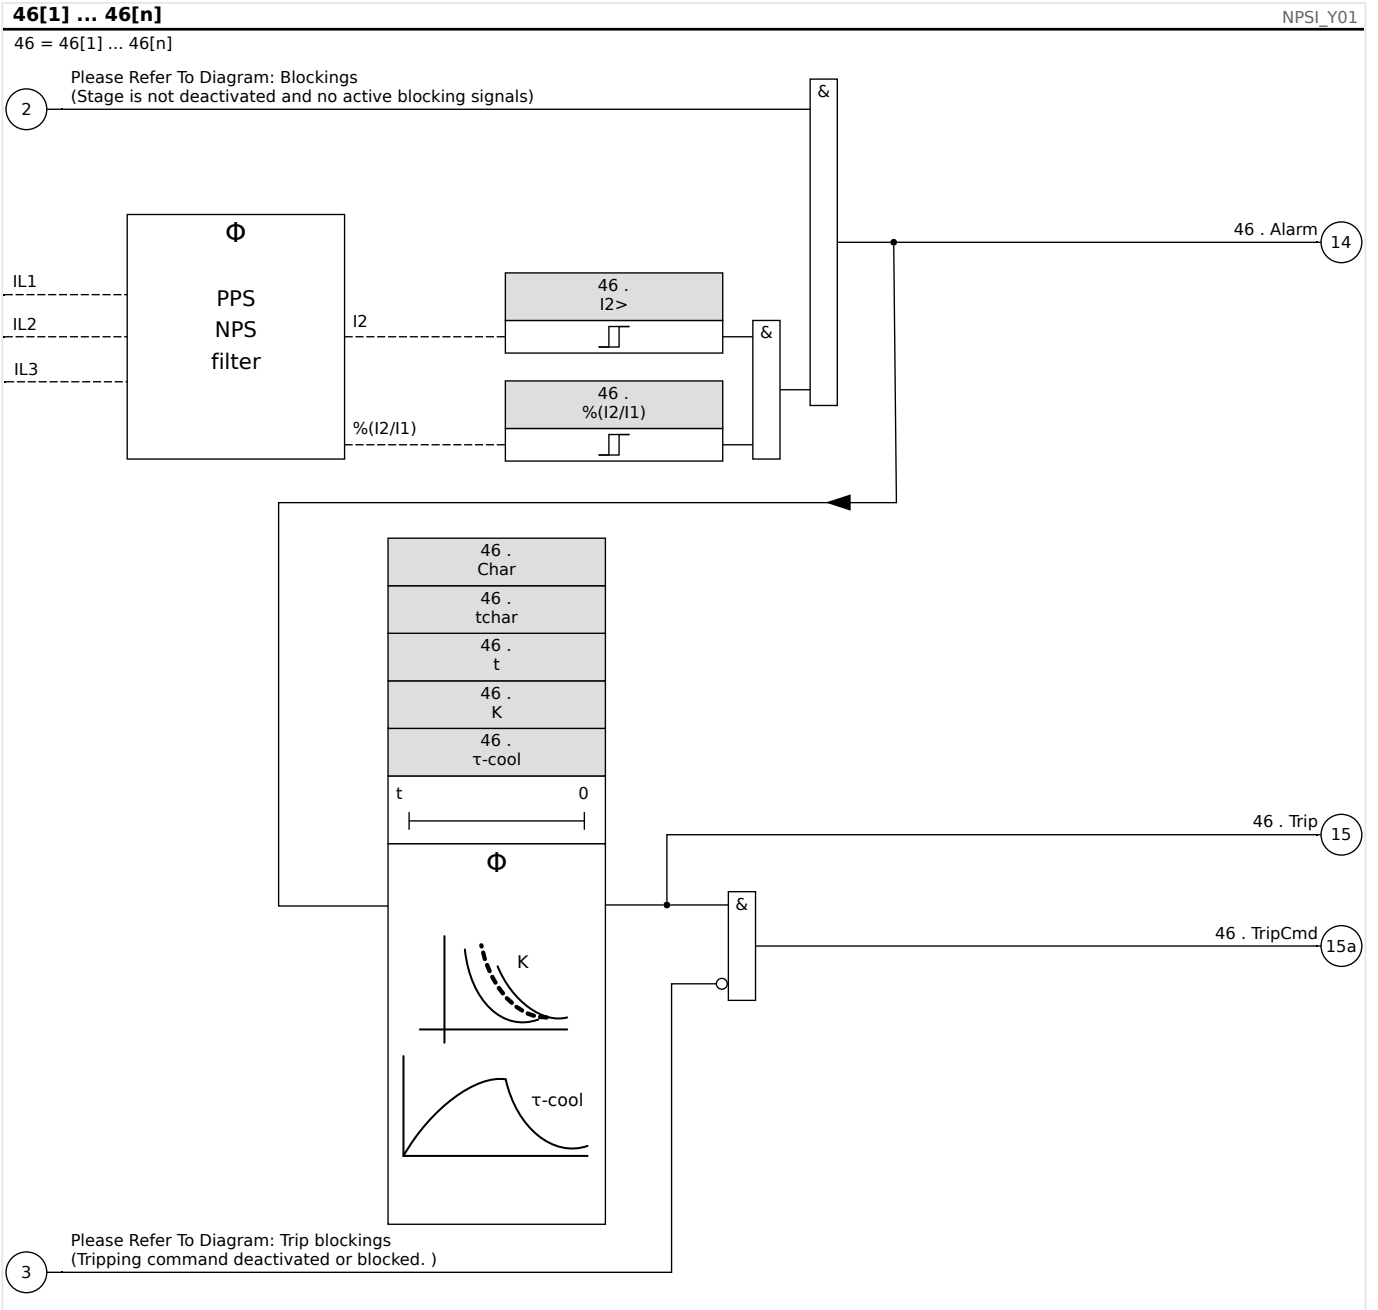 46[1] ... 46[n]
NPSI_Y01
46 = 46[1] ... 46[n]
Please Refer To Diagram: Blockings
(Stage is not deactivated and no active blocking signals)
2
&
Φ
PPS
NPS
filter
IL1
IL2
IL3
I2
%(I2/I1)
46 .
I2>
46 .
%(I2/I1)
&
46 . Alarm
14
46 .
Char
46 .
tchar
46 .
t
46 .
K
46 .
τ-cool
t
0
Φ
K
τ-cool
46 . Trip
15
&
46 . TripCmd
15a
Please Refer To Diagram: Trip blockings
(Tripping command deactivated or blocked. )
3